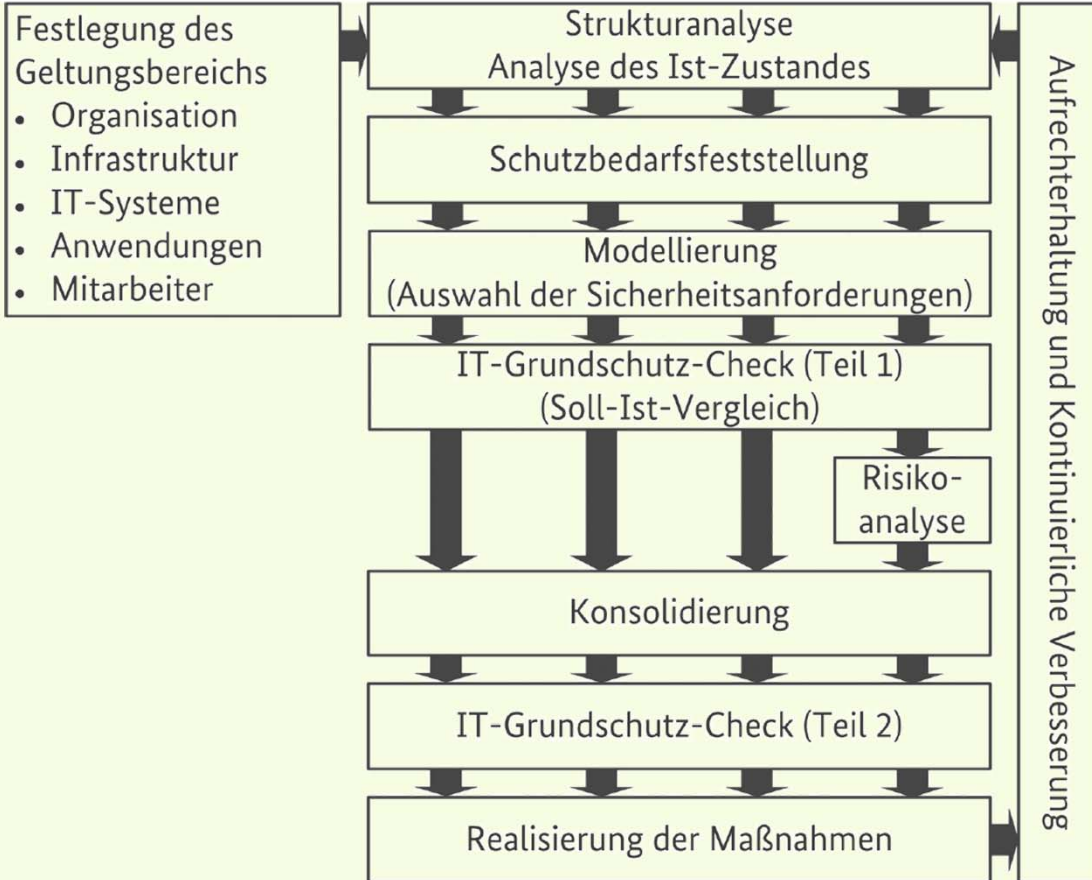 Festlegung des
Geltungsbereichs
• Organisation
• Infrastruktur
• IT-Systeme
• Anwendungen
• Mitarbeiter
Strukturanalyse
Analyse des Ist-Zustandes
Schutzbedarfsfeststellung
Modellierung
(Auswahl der Sicherheitsanforderungen)
IT-Grundschutz-Check (Teil 1)
(Soll-Ist-Vergleich)
Risiko-
analyse
Konsolidierung
IT-Grundschutz-Check (Teil 2)
Realisierung der Maßnahmen
Aufrechterhaltung und Kontinuierliche Verbesserung